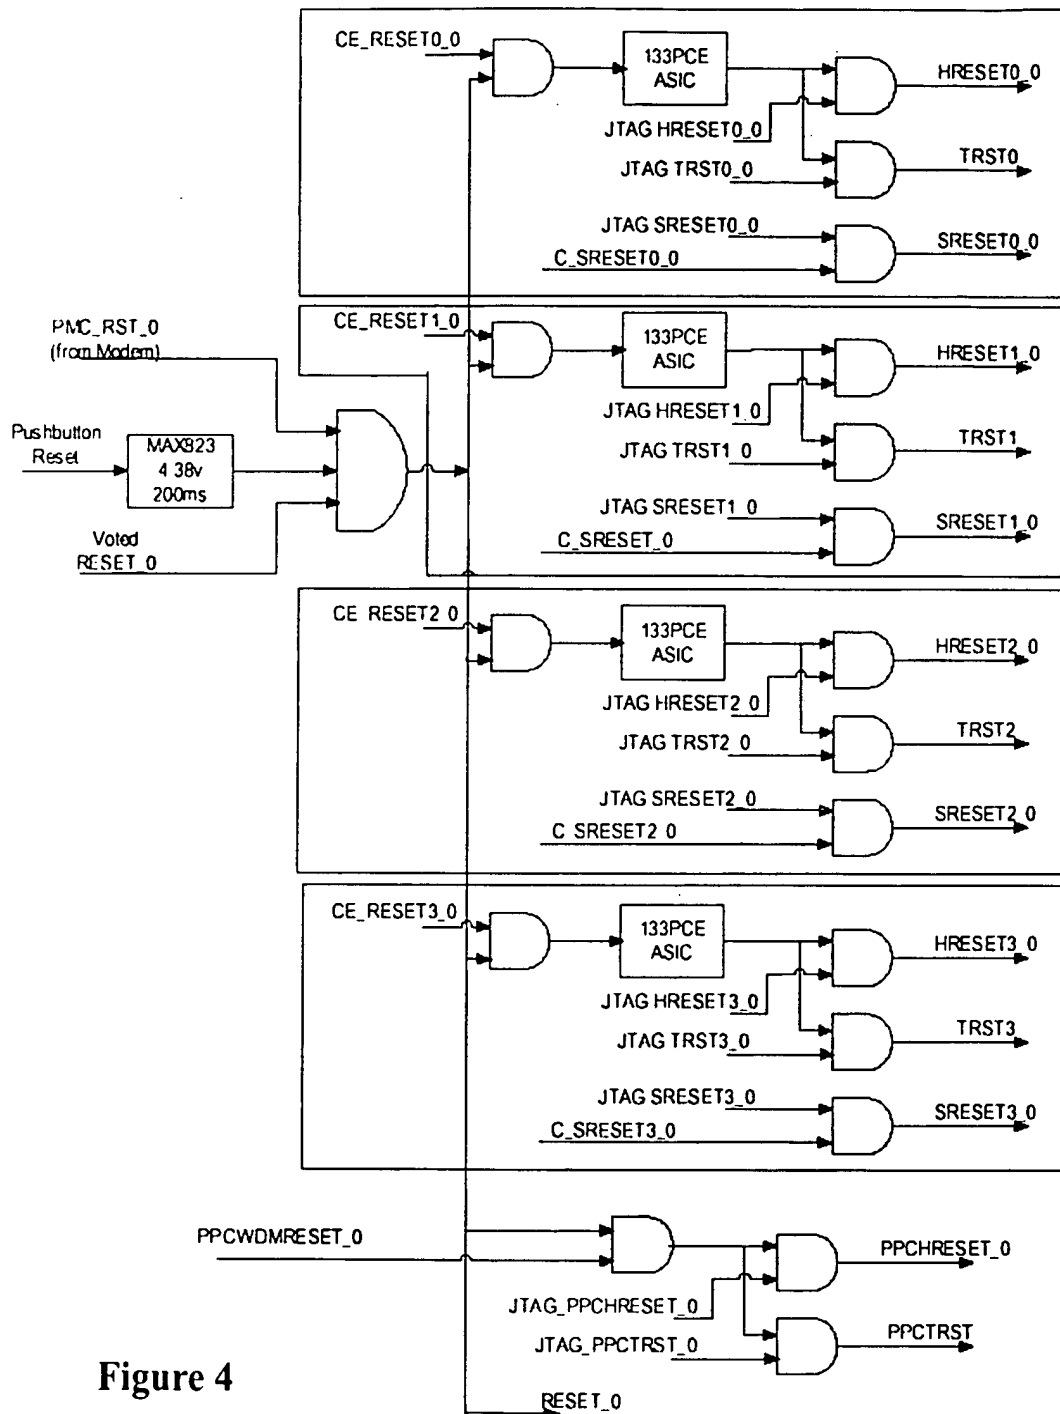 CE_RESET0_0
133PCE
ASIC
HRESET0_0
JTAG HRESET0_0
TRST0
JTAG TRST0_0
JTAG SRESET0_0
SRESET0_0
C_SRESET0_0
PMC_RST_0
(from Modem)
CE_RESET1_0
133PCE
ASIC
HRESET1_0
JTAG HRESET1_0
Pushbutton
Reset
MAX823
4.38v
200ms
TRST1
JTAG TRST1_0
JTAG SRESET1_0
SRESET1_0
C_SRESET_0
Voted
RESET_0
CE_RESET2_0
133PCE
ASIC
HRESET2_0
JTAG HRESET2_0
TRST2
JTAG TRST2_0
JTAG SRESET2_0
SRESET2_0
C_SRESET2_0
CE_RESET3_0
133PCE
ASIC
HRESET3_0
JTAG HRESET3_0
TRST3
JTAG TRST3_0
JTAG SRESET3_0
SRESET3_0
C_SRESET3_0
PPCWDMRESET_0
PPCHRESET_0
JTAG_PPCHRESET_0
JTAG_PPCTRST_0
PPCTRST
Figure 4
RESET_0